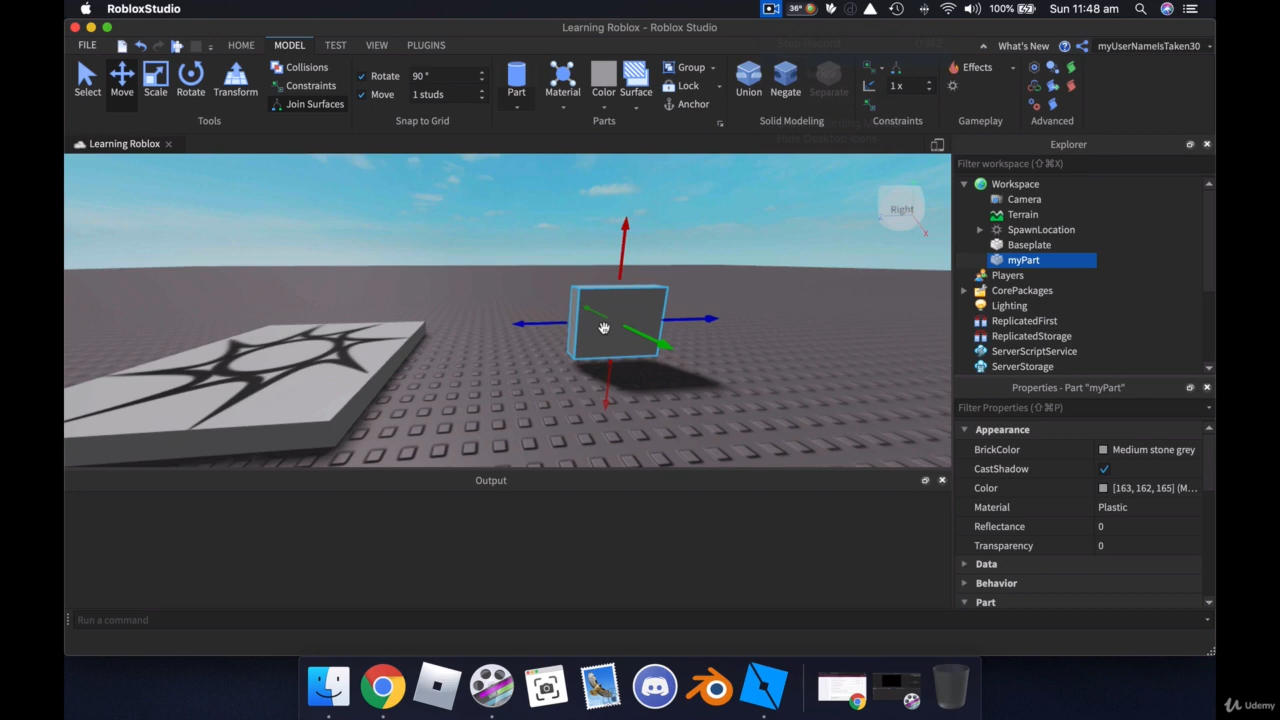 RobloxStudio
36°
100%
Sun 11:48 am
Learning Roblox - Roblox Studio
FILE
HOME
MODEL
TEST
VIEW
PLUGINS
What's New
myUserNameIsTaken30
Select
Move
Scale
Rotate
Transform
Collisions
Constraints
Join Surfaces
Tools
Rotate
90 °
Move
1 studs
Snap to Grid
Part
Material
Color
Surface
Group
Lock
Anchor
Parts
Union
Negate
Separate
Solid Modeling
1 x
Constraints
Effects
Gameplay
Advanced
Learning Roblox
Right
X
Explorer
Filter workspace (⇧⌘X)
Workspace
Camera
Terrain
SpawnLocation
Baseplate
myPart
Players
CorePackages
Lighting
ReplicatedFirst
ReplicatedStorage
ServerScriptService
ServerStorage
Properties - Part "myPart"
Filter Properties (⇧⌘P)
Appearance
BrickColor Medium stone grey
CastShadow
Color [163, 162, 165] (M...
Material Plastic
Reflectance 0
Transparency 0
Data
Behavior
Part
Output
Run a command
Udemy